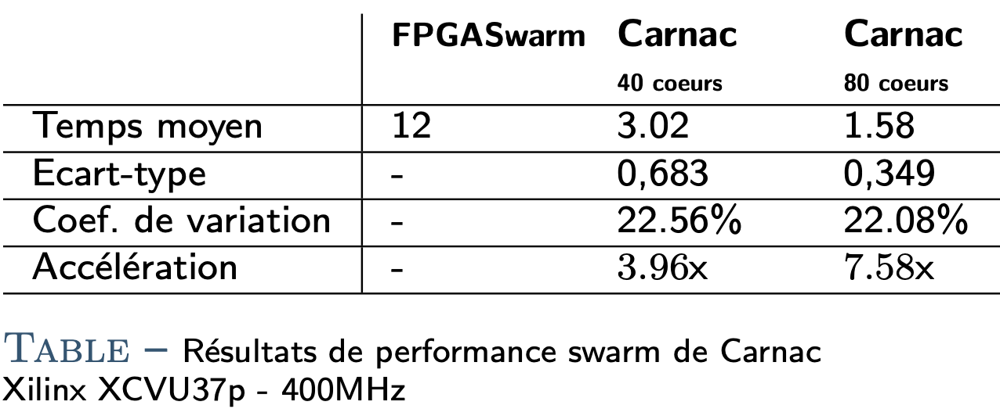 FPGASwarm Carnac Carnac
40 coeurs 80 coeurs
Temps moyen 12 3.02 1.58
Ecart-type - 0,683 0,349
Coef. de variation - 22.56% 22.08%
Accélération - 3.96x 7.58x
TABLE – Résultats de performance swarm de Carnac
Xilinx XCVU37p - 400MHz